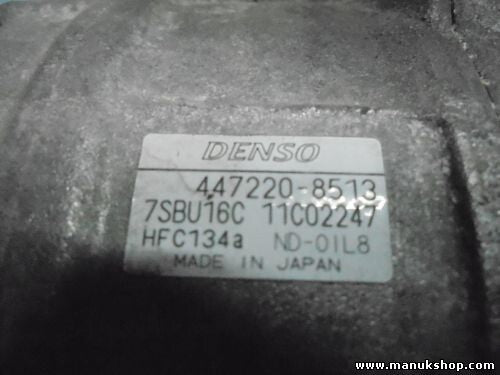 DENSO
447220-8513
7SBU16C 11C02247
HFC134a ND-OIL8
MADE IN JAPAN
www.manukshop.com